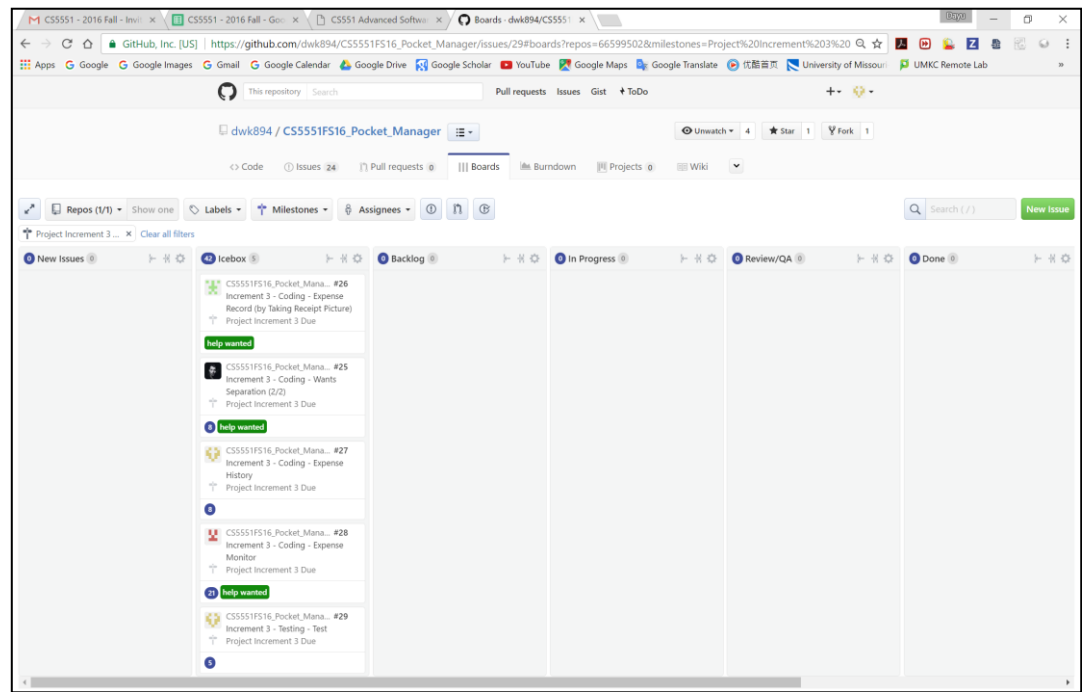 CS5551 - 2016 Fall - Invit
CS5551 - 2016 Fall - Goo
CS551 Advanced Softwar
Boards · dwk894/CS5551
Daya
GitHub, Inc. [US] https://github.com/dwk894/CS5551FS16_Pocket_Manager/issues/29#boards?repos=66599502&milestones=Project%20Increment%203%20
Apps Google Google Images Gmail Google Calendar Google Drive Google Scholar YouTube Google Maps Google Translate 优酷首页 University of Missouri UMKC Remote Lab »
This repository Search Pull requests Issues Gist ToDo
dwk894 / CS5551FS16_Pocket_Manager
Unwatch 4 Star 1 Fork 1
Code Issues 24 Pull requests 0 Boards Burndown Projects 0 Wiki
Repos (1/1) Show one Labels Milestones Assignees Search ( / ) New Issue
Project Increment 3 ... × Clear all filters
0 New Issues 0
42 Icebox 5
0 Backlog 0
0 In Progress 0
0 Review/QA 0
0 Done 0
CS5551FS16_Pocket_Mana... #26
Increment 3 - Coding - Expense
Record (by Taking Receipt Picture)
Project Increment 3 Due
help wanted
CS5551FS16_Pocket_Mana... #25
Increment 3 - Coding - Wants
Separation (2/2)
Project Increment 3 Due
8 help wanted
CS5551FS16_Pocket_Mana... #27
Increment 3 - Coding - Expense
History
Project Increment 3 Due
8
CS5551FS16_Pocket_Mana... #28
Increment 3 - Coding - Expense
Monitor
Project Increment 3 Due
21 help wanted
CS5551FS16_Pocket_Mana... #29
Increment 3 - Testing - Test
Project Increment 3 Due
5